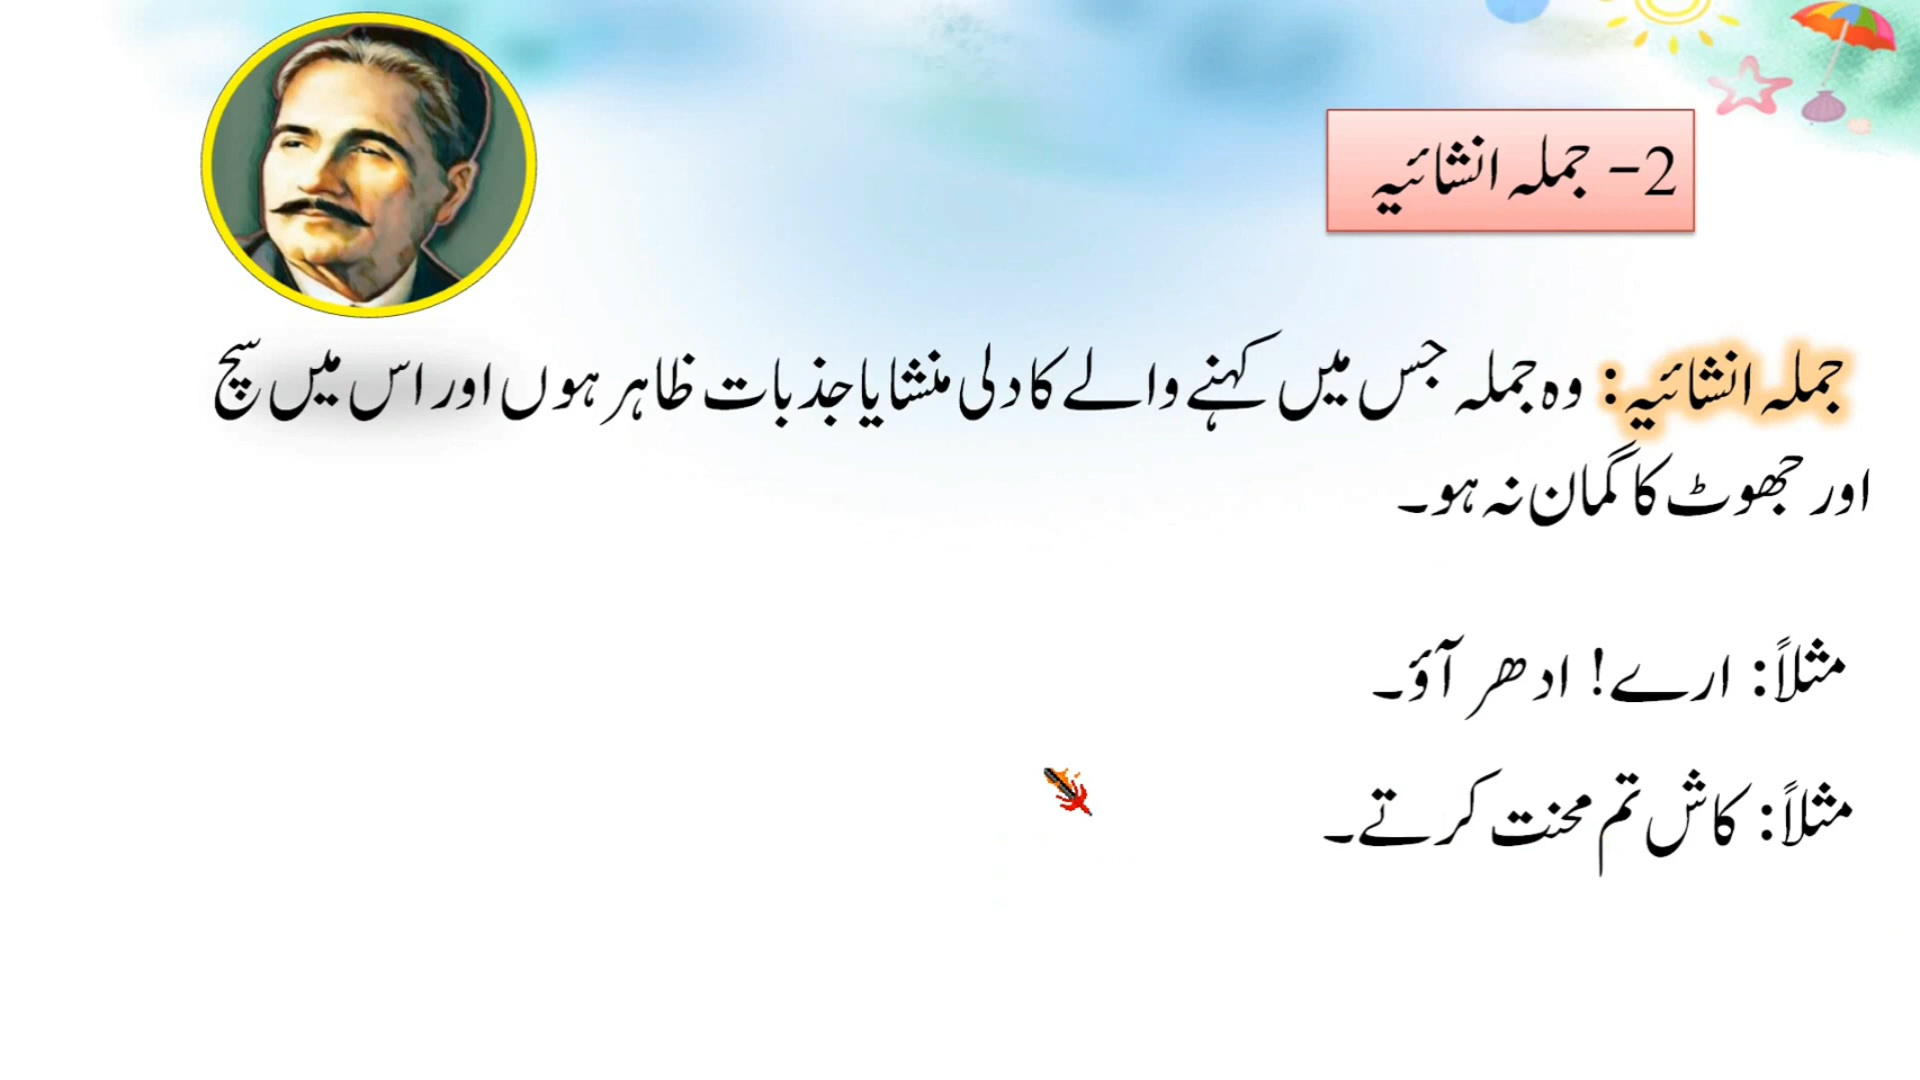 2- جملہ انشائیہ
جملہ انشائیہ: وہ جملہ جس میں کہنے والے کا دلی منشا یا جذبات ظاہر ہوں اور اس میں سچ
اور جھوٹ کا گمان نہ ہو۔
مثلاً: ارے! ادھر آؤ۔
مثلاً: کاش تم محنت کرتے۔